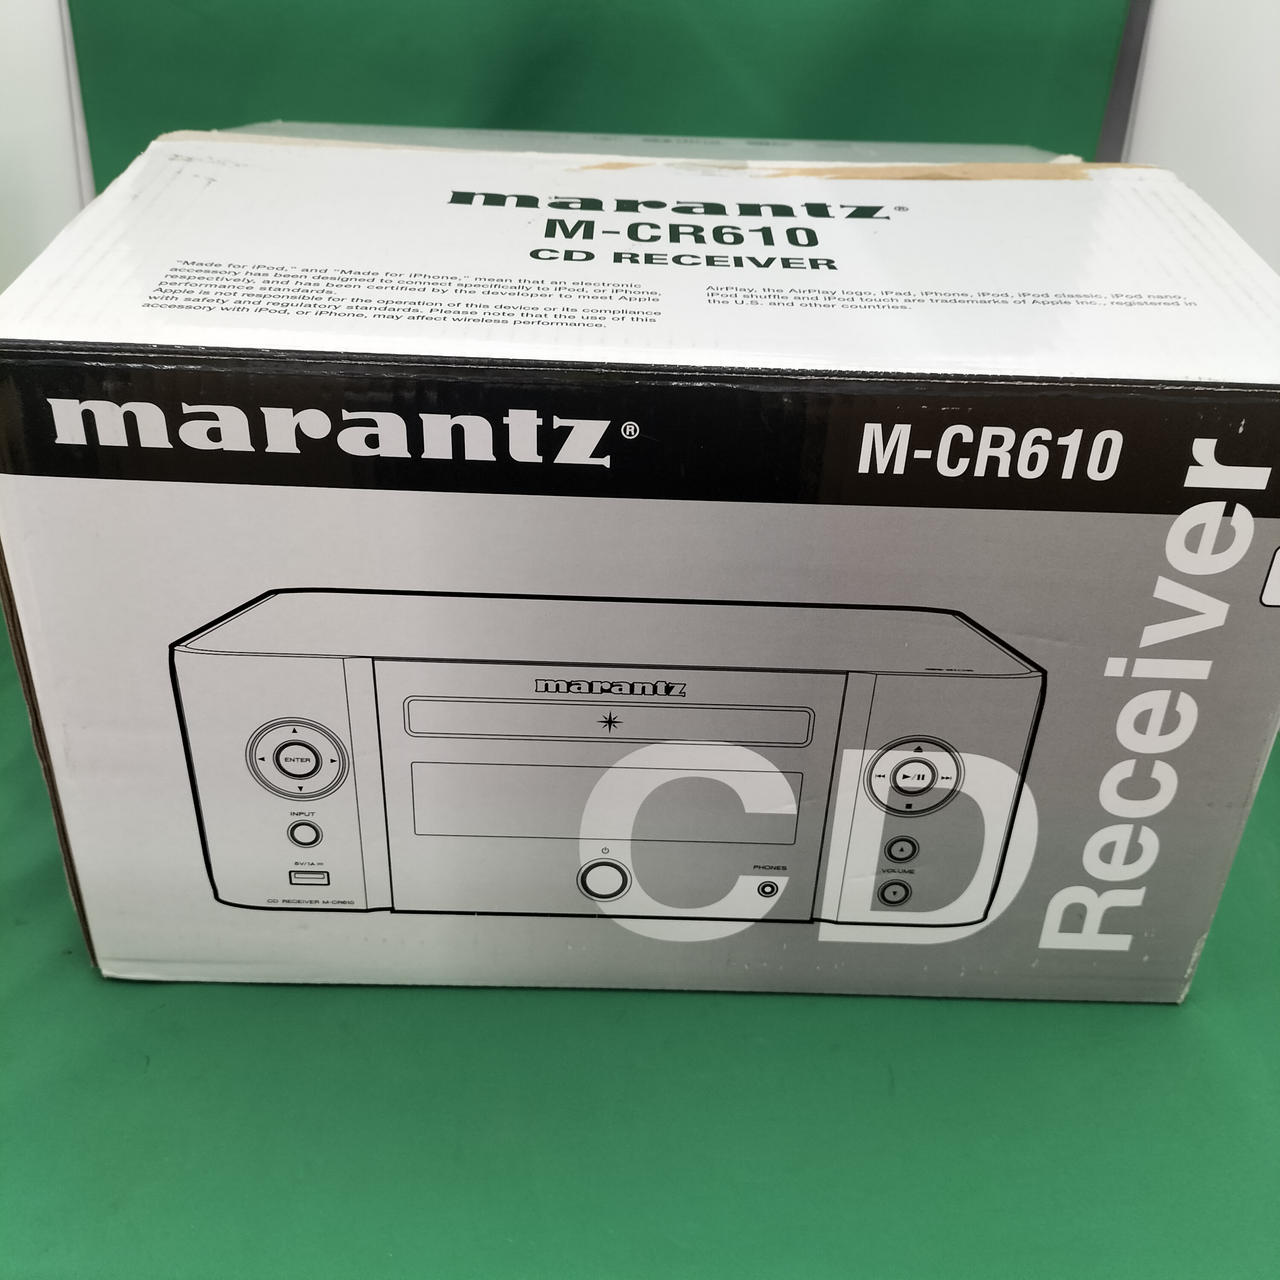 marantz®
M-CR610
CD RECEIVER
"Made for iPod," and "Made for iPhone," mean that an electronic
accessory has been designed to connect specifically to iPod, or iPhone,
respectively, and has been certified by the developer to meet Apple
performance standards.
Apple is not responsible for the operation of this device or its compliance
with safety and regulatory standards. Please note that the use of this
accessory with iPod, or iPhone, may affect wireless performance.
AirPlay, the AirPlay logo, iPad, iPhone, iPod, iPod classic, iPod nano,
iPod shuffle and iPod touch are trademarks of Apple Inc., registered in
the U.S. and other countries.
marantz®
M-CR610
marantz
ENTER
INPUT
5V/1A
CD RECEIVER M-CR610
PHONES
VOLUME
CD
Receiver